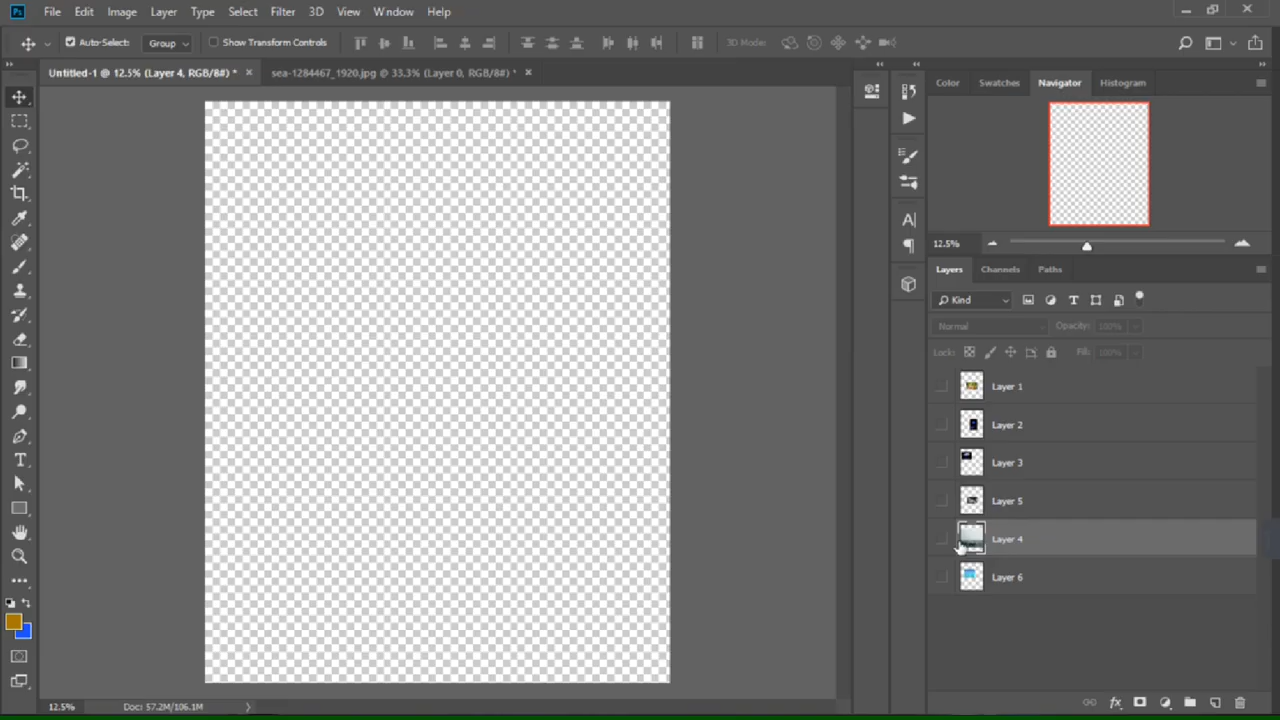 Ps File Edit Image Layer Type Select Filter 3D View Window Help
Auto-Select: Group Show Transform Controls 3D Mode:
Untitled-1 @ 12.5% (Layer 4, RGB/8#) * × sea-1284467_1920.jpg @ 33.3% (Layer 0, RGB/8#) * ×
Color Swatches Navigator Histogram
12.5%
Layers Channels Paths
Kind
Normal Opacity: 100%
Lock: Fill: 100%
Layer 1
Layer 2
Layer 3
Layer 5
Layer 4
Layer 6
12.5% Doc: 57.2M/106.1M